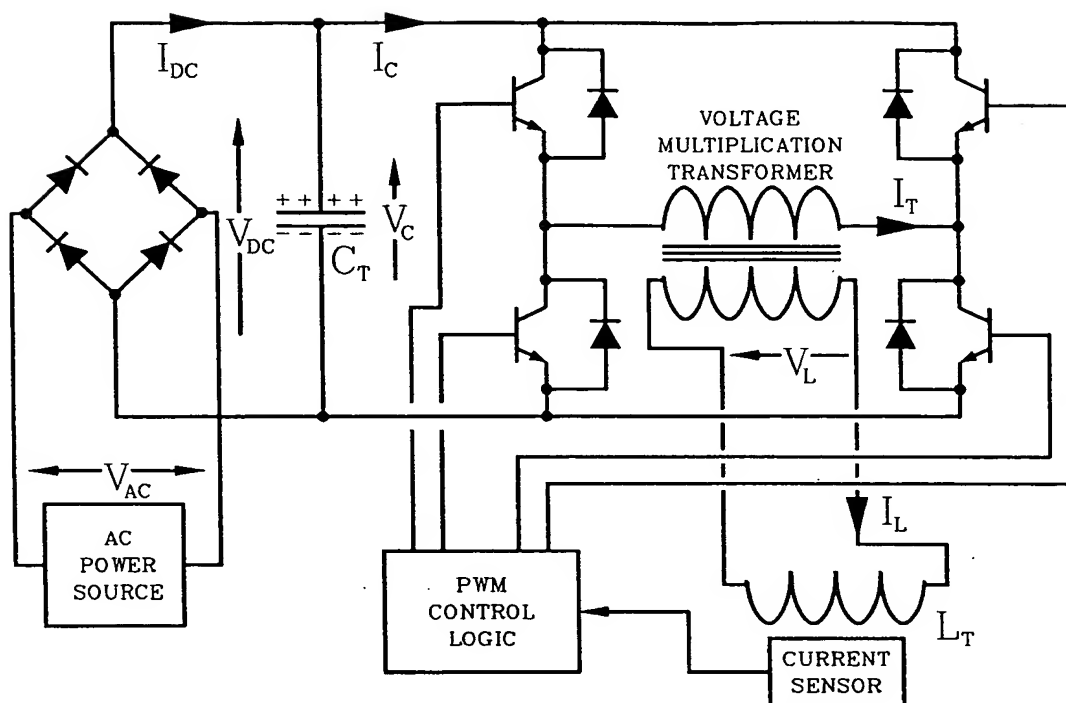 I_DC
I_C
VOLTAGE
MULTIPLICATION
TRANSFORMER
I_T
V_DC
+ + + +
− − − −
C_T
V_C
V_L
V_AC
AC
POWER
SOURCE
I_L
PWM
CONTROL
LOGIC
L_T
CURRENT
SENSOR